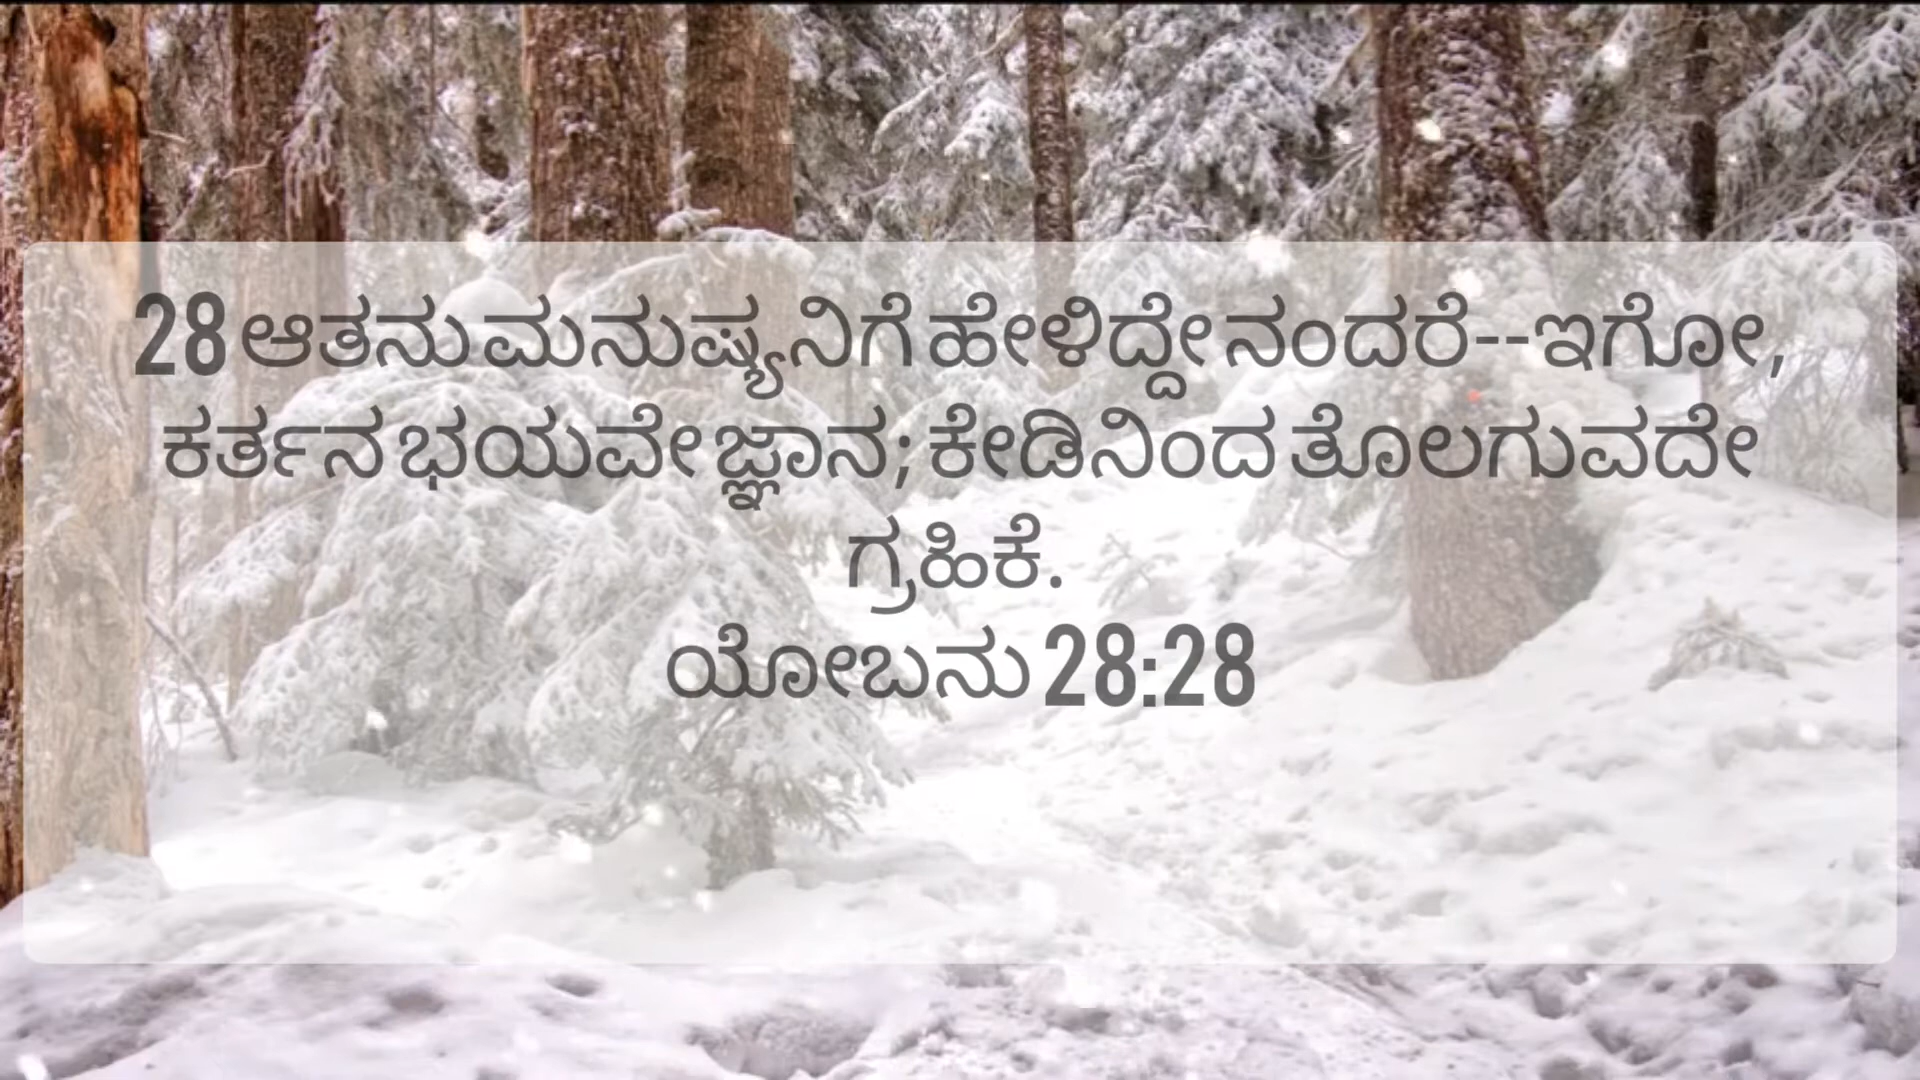 28 ಆತನು ಮನುಷ್ಯನಿಗೆ ಹೇಳಿದ್ದೇನಂದರೆ--ಇಗೋ,
ಕರ್ತನ ಭಯವೇ ಜ್ಞಾನ; ಕೇಡಿನಿಂದ ತೊಲಗುವದೇ
ಗ್ರಹಿಕೆ.
ಯೋಬನು 28:28